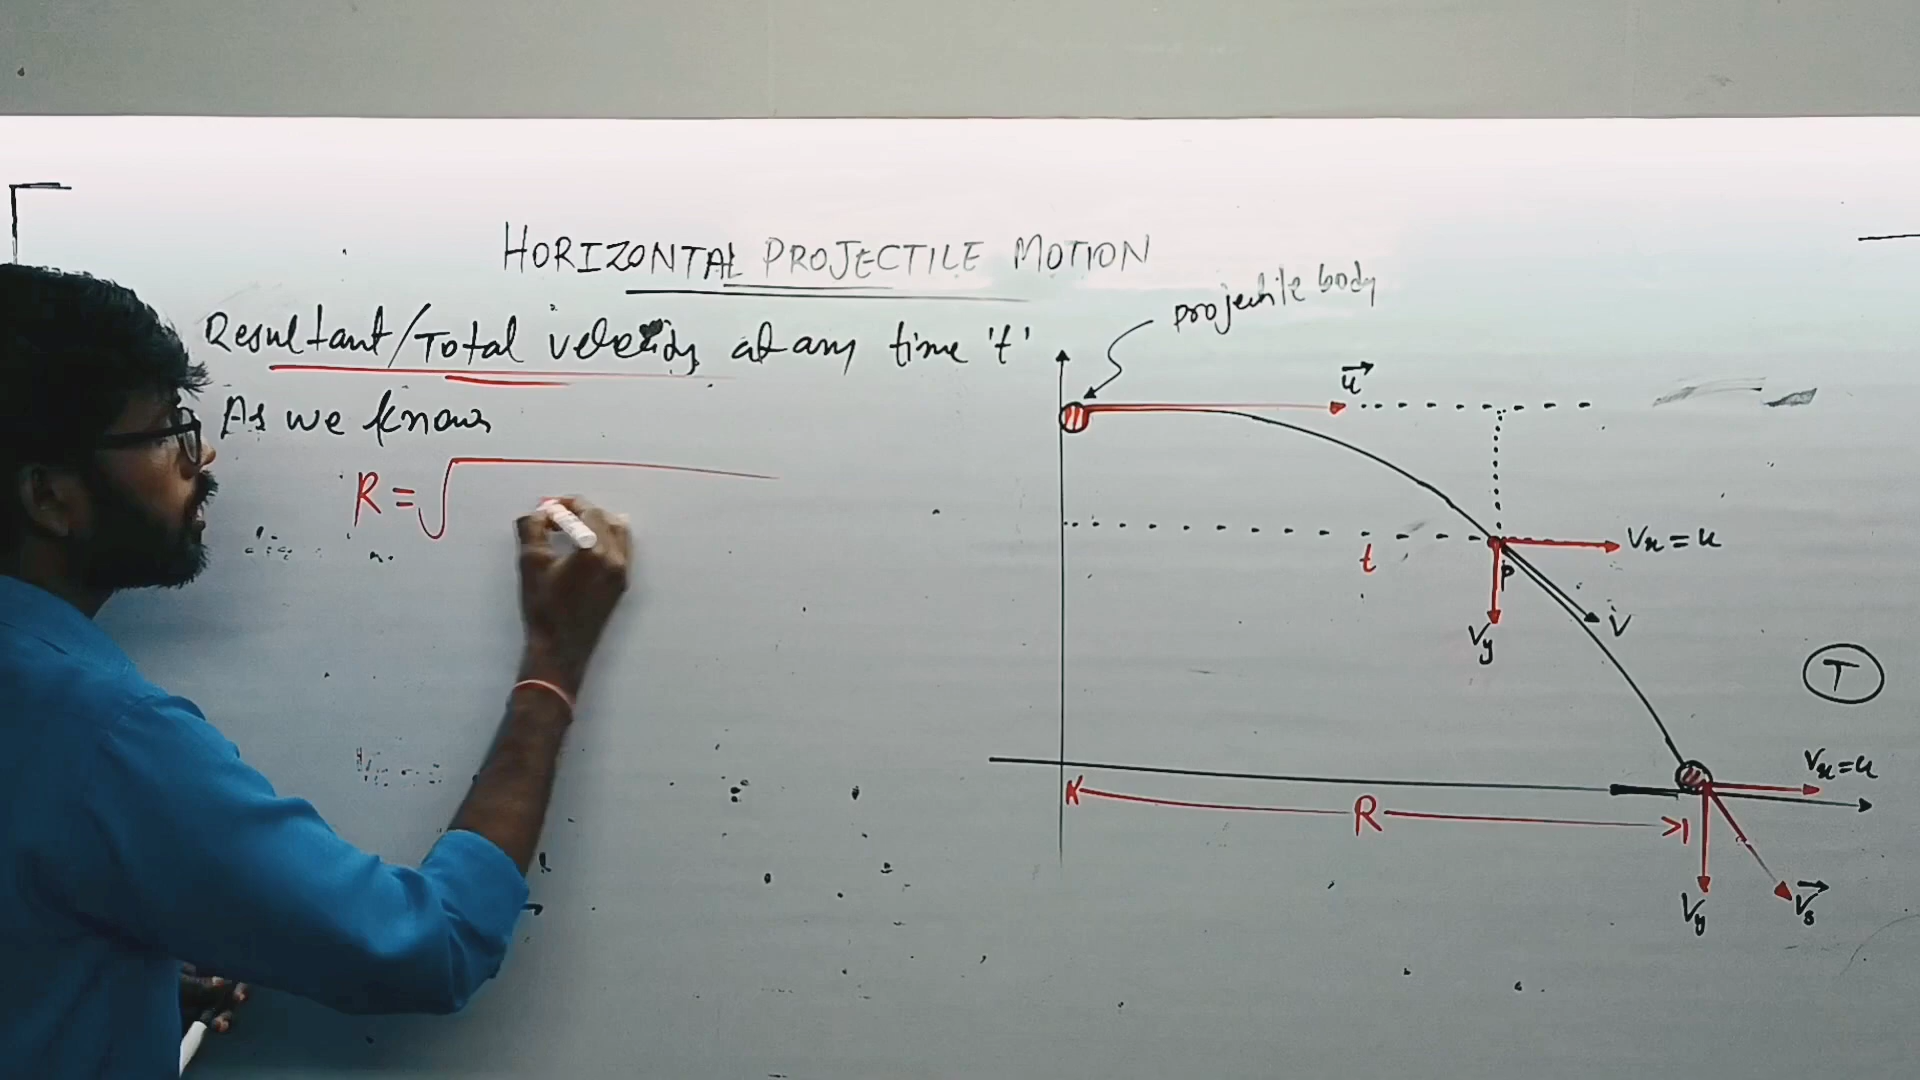 HORIZONTAL PROJECTILE MOTION
Resultant/Total velocity at any time 't'
As we know
R = √
projectile body
u
t
P
Vx = u
Vy
V
T
Vx = u
R
Vy
Vs